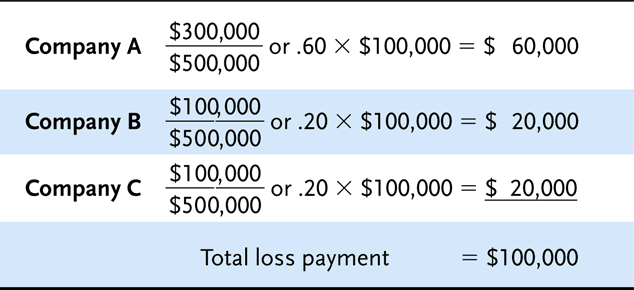 Company A $300,000 / $500,000 or .60 × $100,000 = $ 60,000
Company B $100,000 / $500,000 or .20 × $100,000 = $ 20,000
Company C $100,000 / $500,000 or .20 × $100,000 = $ 20,000
Total loss payment = $100,000